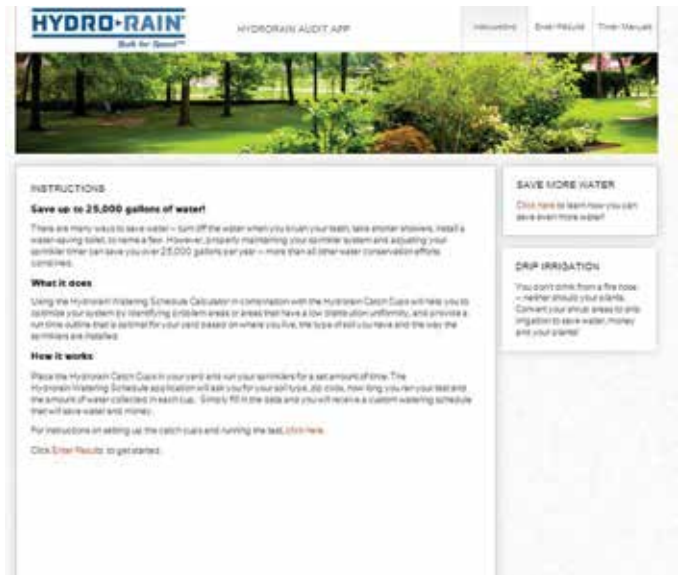 HYDRO-RAIN
Built for Speed™
HYDRORAIN AUDIT APP
Instructions Enter Results Timer Manuals
INSTRUCTIONS
Save up to 25,000 gallons of water!
There are many ways to save water – turn off the water when you brush your teeth, take shorter showers, install a
water-saving toilet, to name a few. However, properly maintaining your sprinkler system and adjusting your
sprinkler timer can save you over 25,000 gallons per year – more than all other water conservation efforts
combined.
What it does
Using the Hydrorain Watering Schedule Calculator in combination with the Hydrorain Catch Cups will help you to
optimize your system by identifying problem areas or areas that have a low distribution uniformity, and provide a
run time outline that is optimal for your yard based on where you live, the type of soil you have and the way the
sprinklers are installed.
How it works
Place the Hydrorain Catch Cups in your yard and run your sprinklers for a set amount of time. The
Hydrorain Watering Schedule application will ask you for your soil type, zip code, how long you ran your test and
the amount of water collected in each cup. Simply fill in the data and you will receive a custom watering schedule
that will save water and money.
For instructions on setting up the catch cups and running the test, click here.
Click Enter Results to get started.
SAVE MORE WATER
Click here to learn how you can
save even more water!
DRIP IRRIGATION
You don't drink from a fire hose
– neither should your plants.
Convert your shrub areas to drip
irrigation to save water, money
and your plants!